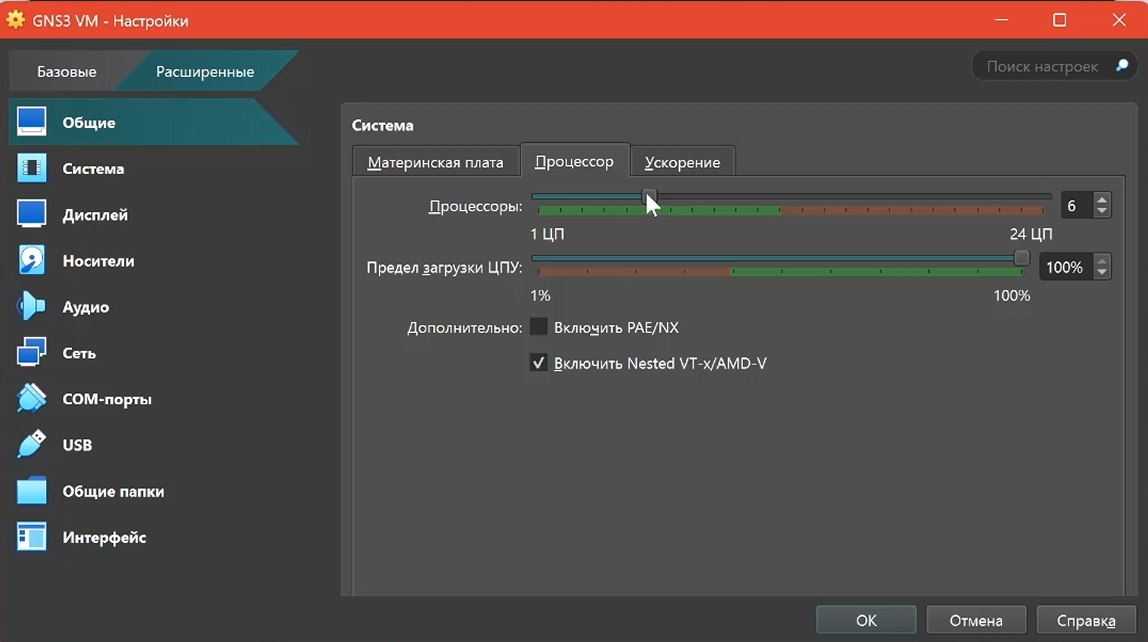 GNS3 VM - Настройки
Базовые
Расширенные
Поиск настроек
Общие
Система
Дисплей
Носители
Аудио
Сеть
COM-порты
USB
Общие папки
Интерфейс
Система
Материнская плата
Процессор
Ускорение
Процессоры:
6
1 ЦП
24 ЦП
Предел загрузки ЦПУ:
100%
1%
100%
Дополнительно:
Включить PAE/NX
Включить Nested VT-x/AMD-V
OK
Отмена
Справка